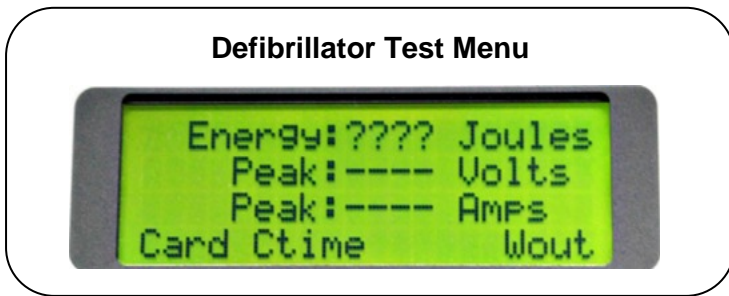 Defibrillator Test Menu
Energy:???? Joules
Peak:---- Volts
Peak:---- Amps
Card Ctime Wout